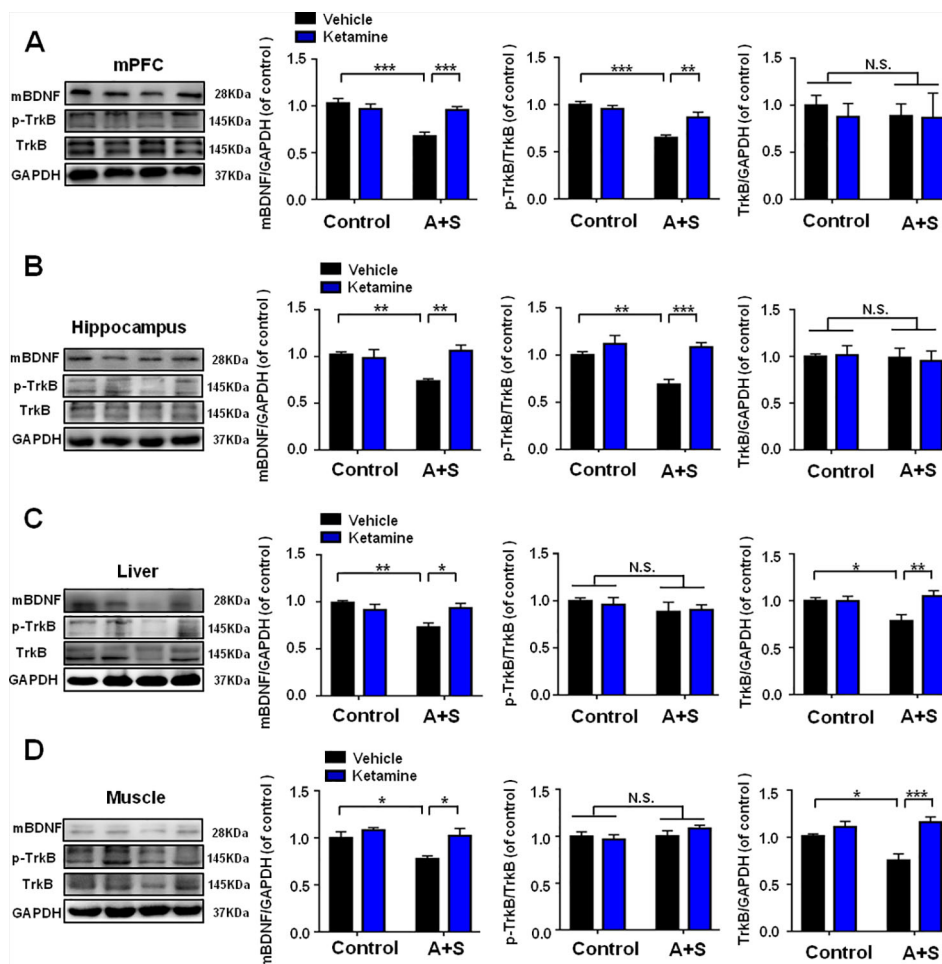 A
mPFC
mBDNF 28KDa
p-TrkB 145KDa
TrkB 145KDa
GAPDH 37KDa
Vehicle
Ketamine
mBDNF/GAPDH (of control )
1.5
1.0
0.5
0.0
*** ***
Control A+S
p-TrkB/TrkB (of control )
1.5
1.0
0.5
0.0
*** **
Control A+S
TrkB/GAPDH (of control )
1.5
1.0
0.5
0.0
N.S.
Control A+S
B
Hippocampus
mBDNF 28KDa
p-TrkB 145KDa
TrkB 145KDa
GAPDH 37KDa
Vehicle
Ketamine
mBDNF/GAPDH (of control )
1.5
1.0
0.5
0.0
** **
Control A+S
p-TrkB/TrkB (of control )
1.5
1.0
0.5
0.0
** ***
Control A+S
TrkB/GAPDH (of control )
1.5
1.0
0.5
0.0
N.S.
Control A+S
C
Liver
mBDNF 28KDa
p-TrkB 145KDa
TrkB 145KDa
GAPDH 37KDa
Vehicle
Ketamine
mBDNF/GAPDH (of control )
1.5
1.0
0.5
0.0
** *
Control A+S
p-TrkB/TrkB (of control )
1.5
1.0
0.5
0.0
N.S.
Control A+S
TrkB/GAPDH (of control )
1.5
1.0
0.5
0.0
* **
Control A+S
D
Muscle
mBDNF 28KDa
p-TrkB 145KDa
TrkB 145KDa
GAPDH 37KDa
Vehicle
Ketamine
mBDNF/GAPDH (of control )
1.5
1.0
0.5
0.0
* *
Control A+S
p-TrkB/TrkB (of control )
1.5
1.0
0.5
0.0
N.S.
Control A+S
TrkB/GAPDH (of control )
1.5
1.0
0.5
0.0
* ***
Control A+S